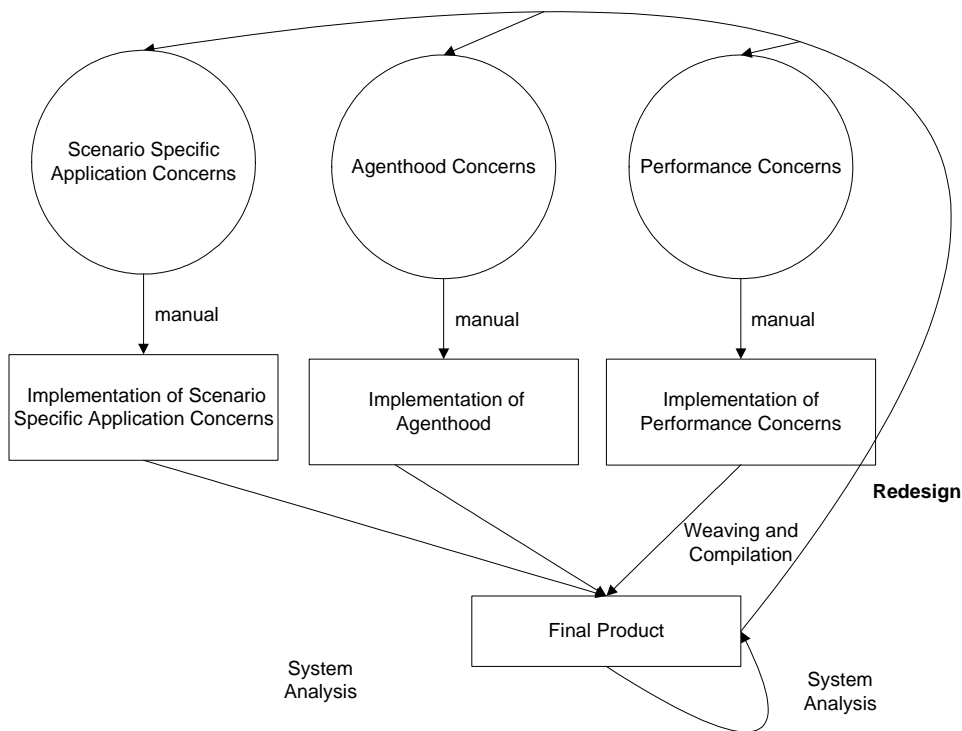 Scenario Specific
Application Concerns
Agenthood Concerns
Performance Concerns
manual
manual
manual
Implementation of Scenario
Specific Application Concerns
Implementation of
Agenthood
Implementation of
Performance Concerns
Redesign
Weaving and
Compilation
Final Product
System
Analysis
System
Analysis